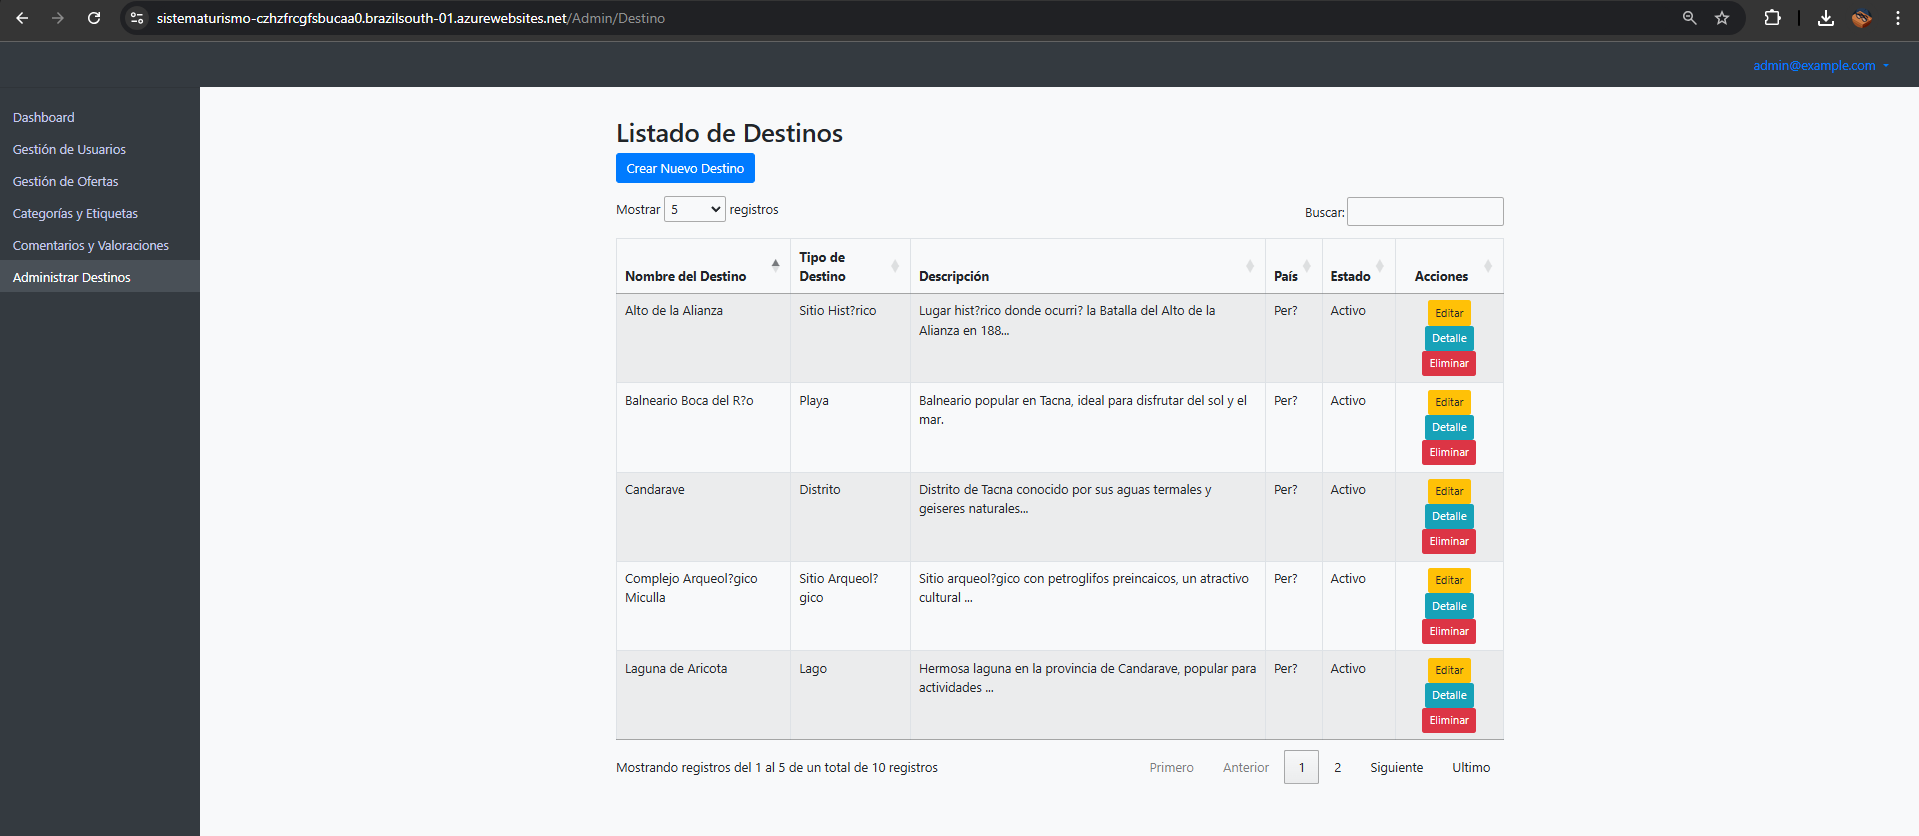 sistematurismo-czhzfrcgfsbucaa0.brazilsouth-01.azurewebsites.net/Admin/Destino
admin@example.com
Dashboard
Gestión de Usuarios
Gestión de Ofertas
Categorías y Etiquetas
Comentarios y Valoraciones
Administrar Destinos
Listado de Destinos
Crear Nuevo Destino
Mostrar 5 registros
Buscar:
Nombre del Destino
Tipo de
Destino
Descripción
País
Estado
Acciones
Alto de la Alianza
Sitio Hist?rico
Lugar hist?rico donde ocurri? la Batalla del Alto de la
Alianza en 188...
Per?
Activo
Editar
Detalle
Eliminar
Balneario Boca del R?o
Playa
Balneario popular en Tacna, ideal para disfrutar del sol y el
mar.
Per?
Activo
Editar
Detalle
Eliminar
Candarave
Distrito
Distrito de Tacna conocido por sus aguas termales y
geiseres naturales...
Per?
Activo
Editar
Detalle
Eliminar
Complejo Arqueol?gico
Miculla
Sitio Arqueol?
gico
Sitio arqueol?gico con petroglifos preincaicos, un atractivo
cultural ...
Per?
Activo
Editar
Detalle
Eliminar
Laguna de Aricota
Lago
Hermosa laguna en la provincia de Candarave, popular para
actividades ...
Per?
Activo
Editar
Detalle
Eliminar
Mostrando registros del 1 al 5 de un total de 10 registros
Primero Anterior 1 2 Siguiente Ultimo